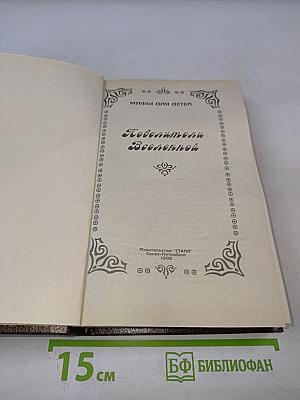 МИФЫ ДЛЯ ДЕТЕЙ
Повелители
Вселенной
Издательство "СТАРТ"
Санкт-Петербург
1995
15 см
БФ БИБЛИОФАН